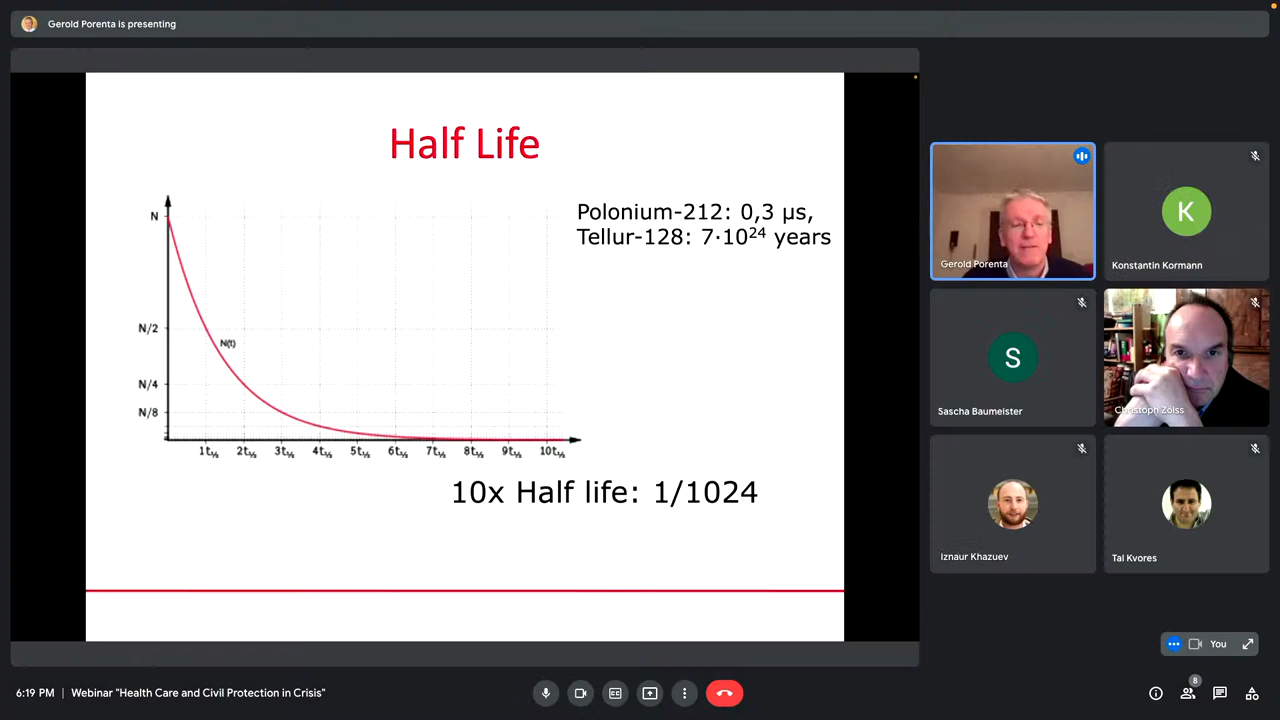 Gerold Porenta is presenting
Half Life
Polonium-212: 0,3 μs,
Tellur-128: 7·10²⁴ years
N
N/2
N(t)
N/4
N/8
1t½ 2t½ 3t½ 4t½ 5t½ 6t½ 7t½ 8t½ 9t½ 10t½
10x Half life: 1/1024
Gerold Porenta
K
Konstantin Kormann
S
Sascha Baumeister
Christoph Zolss
Iznaur Khazuev
Tal Kvores
You
6:19 PM | Webinar "Health Care and Civil Protection in Crisis"
8